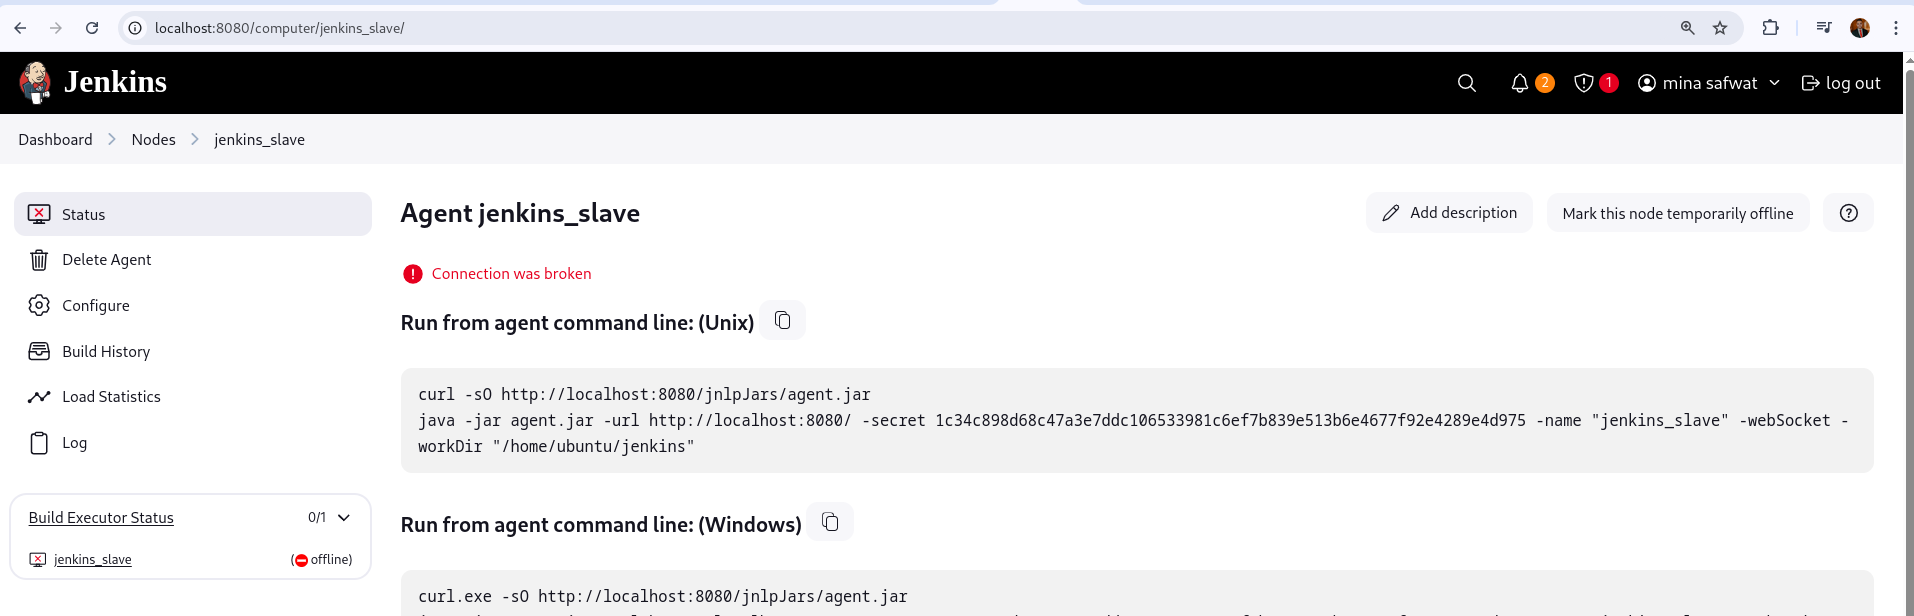 localhost:8080/computer/jenkins_slave/
Jenkins
2
1
mina safwat
log out
Dashboard
Nodes
jenkins_slave
Status
Agent jenkins_slave
Add description
Mark this node temporarily offline
Delete Agent
Connection was broken
Configure
Run from agent command line: (Unix)
Build History
Load Statistics
curl -sO http://localhost:8080/jnlpJars/agent.jar
java -jar agent.jar -url http://localhost:8080/ -secret 1c34c898d68c47a3e7ddc106533981c6ef7b839e513b6e4677f92e4289e4d975 -name "jenkins_slave" -webSocket -
workDir "/home/ubuntu/jenkins"
Log
Build Executor Status
0/1
jenkins_slave
(offline)
Run from agent command line: (Windows)
curl.exe -sO http://localhost:8080/jnlpJars/agent.jar